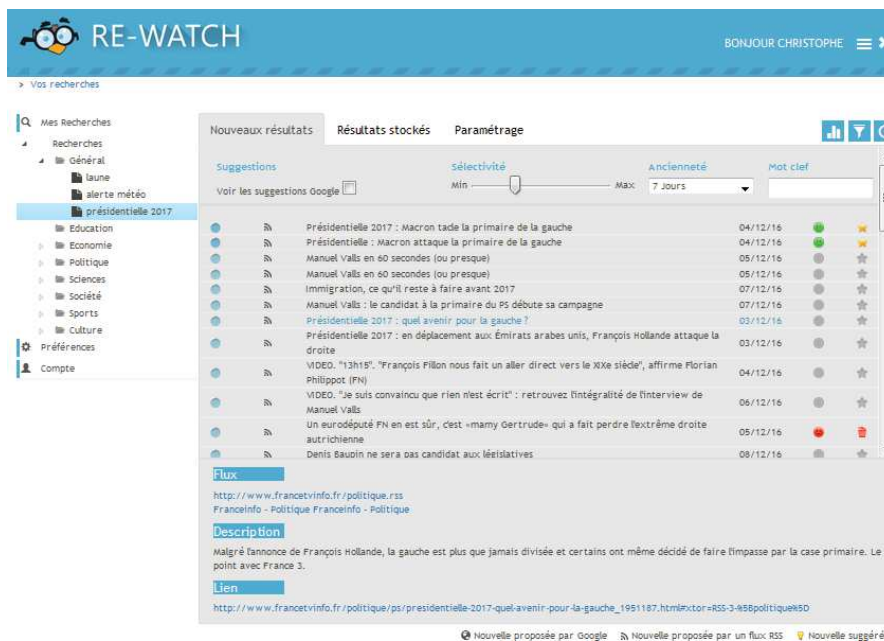 RE-WATCH
BONJOUR CHRISTOPHE
> Vos recherches
Mes Recherches
Recherches
Général
laune
alerte météo
présidentielle 2017
Education
Economie
Politique
Sciences
Société
Sports
Culture
Préférences
Compte
Nouveaux résultats Résultats stockés Paramétrage
Suggestions Sélectivité Ancienneté Mot clef
Voir les suggestions Google Min Max 7 Jours
Présidentielle 2017 : Macron tacle la primaire de la gauche 04/12/16
Présidentielle : Macron attaque la primaire de la gauche 04/12/16
Manuel Valls en 60 secondes (ou presque) 05/12/16
Manuel Valls en 60 secondes (ou presque) 05/12/16
Immigration, ce qu'il reste à faire avant 2017 07/12/16
Manuel Valls : le candidat à la primaire du PS débute sa campagne 07/12/16
Présidentielle 2017 : quel avenir pour la gauche ? 03/12/16
Présidentielle 2017 : en déplacement aux Émirats arabes unis, François Hollande attaque la
droite 03/12/16
VIDEO. "13h15". "François Fillon nous fait un aller direct vers le XIXe siècle", affirme Florian
Philippot (FN) 04/12/16
VIDEO. "Je suis convaincu que rien n'est écrit" : retrouvez l'intégralité de l'interview de
Manuel Valls 06/12/16
Un eurodéputé FN en est sûr, c'est «mamy Gertrude» qui a fait perdre l'extrême droite
autrichienne 05/12/16
Denis Baupin ne sera pas candidat aux législatives 08/12/16
Flux
http://www.francetvinfo.fr/politique.rss
Franceinfo - Politique Franceinfo - Politique
Description
Malgré l'annonce de François Hollande, la gauche est plus que jamais divisée et certains ont même décidé de faire l'impasse par la case primaire. Le
point avec France 3.
Lien
http://www.francetvinfo.fr/politique/ps/presidentielle-2017-quel-avenir-pour-la-gauche_1951187.html#xtor=RSS-3-%5Bpolitique%5D
Nouvelle proposée par Google Nouvelle proposée par un flux RSS Nouvelle suggéré